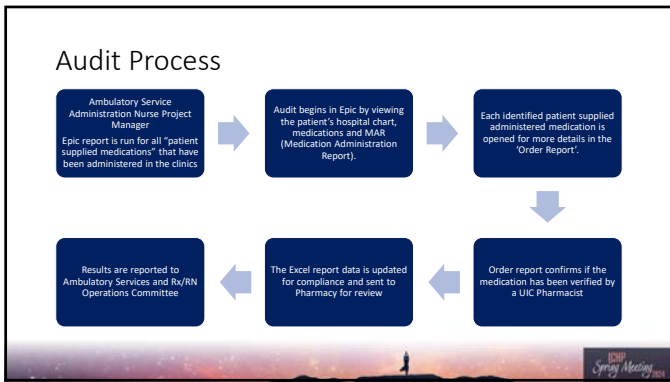 Audit Process
Ambulatory Service
Administration Nurse Project
Manager
Epic report is run for all "patient
supplied medications" that have
been administered in the clinics
Audit begins in Epic by viewing
the patient's hospital chart,
medications and MAR
(Medication Administration
Report).
Each identified patient supplied
administered medication is
opened for more details in the
'Order Report'.
Order report confirms if the
medication has been verified by
a UIC Pharmacist
The Excel report data is updated
for compliance and sent to
Pharmacy for review
Results are reported to
Ambulatory Services and Rx/RN
Operations Committee
ICHP
Spring Meeting 2024